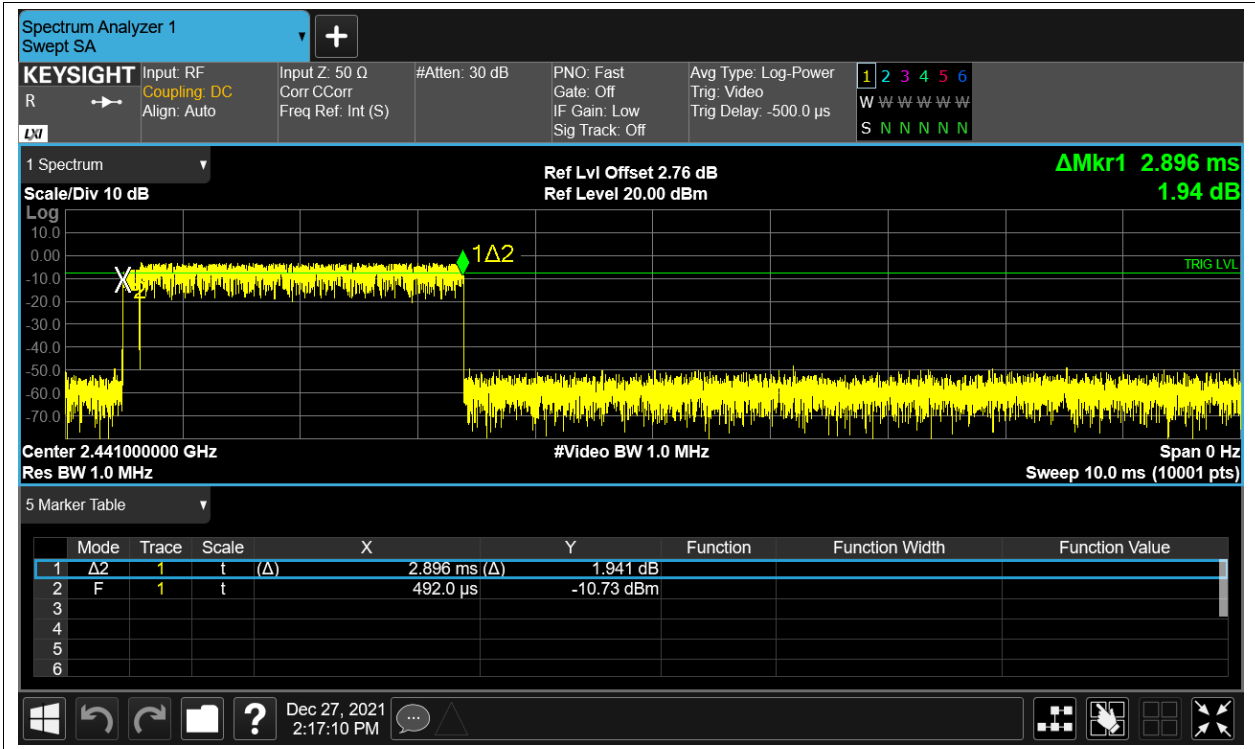 Spectrum Analyzer 1
Swept SA
KEYSIGHT
R
LXI
Input: RF
Coupling: DC
Align: Auto
Input Z: 50 Ω
Corr CCorr
Freq Ref: Int (S)
#Atten: 30 dB
PNO: Fast
Gate: Off
IF Gain: Low
Sig Track: Off
Avg Type: Log-Power
Trig: Video
Trig Delay: -500.0 µs
1 2 3 4 5 6
W W W W W W
S N N N N N
1 Spectrum
Scale/Div 10 dB
Ref Lvl Offset 2.76 dB
Ref Level 20.00 dBm
ΔMkr1 2.896 ms
1.94 dB
Log
10.0
0.00
-10.0
-20.0
-30.0
-40.0
-50.0
-60.0
-70.0
X2
1Δ2
TRIG LVL
Center 2.441000000 GHz
Res BW 1.0 MHz
#Video BW 1.0 MHz
Span 0 Hz
Sweep 10.0 ms (10001 pts)
5 Marker Table
Mode Trace Scale X Y Function Function Width Function Value
1 Δ2 1 t (Δ) 2.896 ms (Δ) 1.941 dB
2 F 1 t 492.0 µs -10.73 dBm
3
4
5
6
?
Dec 27, 2021
2:17:10 PM